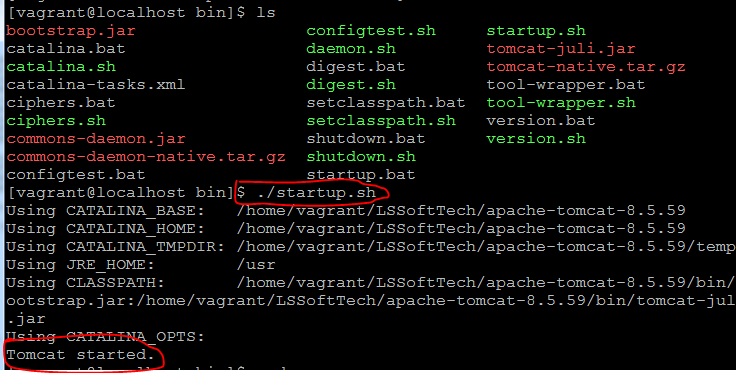 [vagrant@localhost bin]$ ls
bootstrap.jar configtest.sh startup.sh
catalina.bat daemon.sh tomcat-juli.jar
catalina.sh digest.bat tomcat-native.tar.gz
catalina-tasks.xml digest.sh tool-wrapper.bat
ciphers.bat setclasspath.bat tool-wrapper.sh
ciphers.sh setclasspath.sh version.bat
commons-daemon.jar shutdown.bat version.sh
commons-daemon-native.tar.gz shutdown.sh
configtest.bat startup.bat
[vagrant@localhost bin]$ ./startup.sh
Using CATALINA_BASE: /home/vagrant/LSSoftTech/apache-tomcat-8.5.59
Using CATALINA_HOME: /home/vagrant/LSSoftTech/apache-tomcat-8.5.59
Using CATALINA_TMPDIR: /home/vagrant/LSSoftTech/apache-tomcat-8.5.59/temp
Using JRE_HOME: /usr
Using CLASSPATH: /home/vagrant/LSSoftTech/apache-tomcat-8.5.59/bin/
ootstrap.jar:/home/vagrant/LSSoftTech/apache-tomcat-8.5.59/bin/tomcat-jul
.jar
Using CATALINA_OPTS:
Tomcat started.